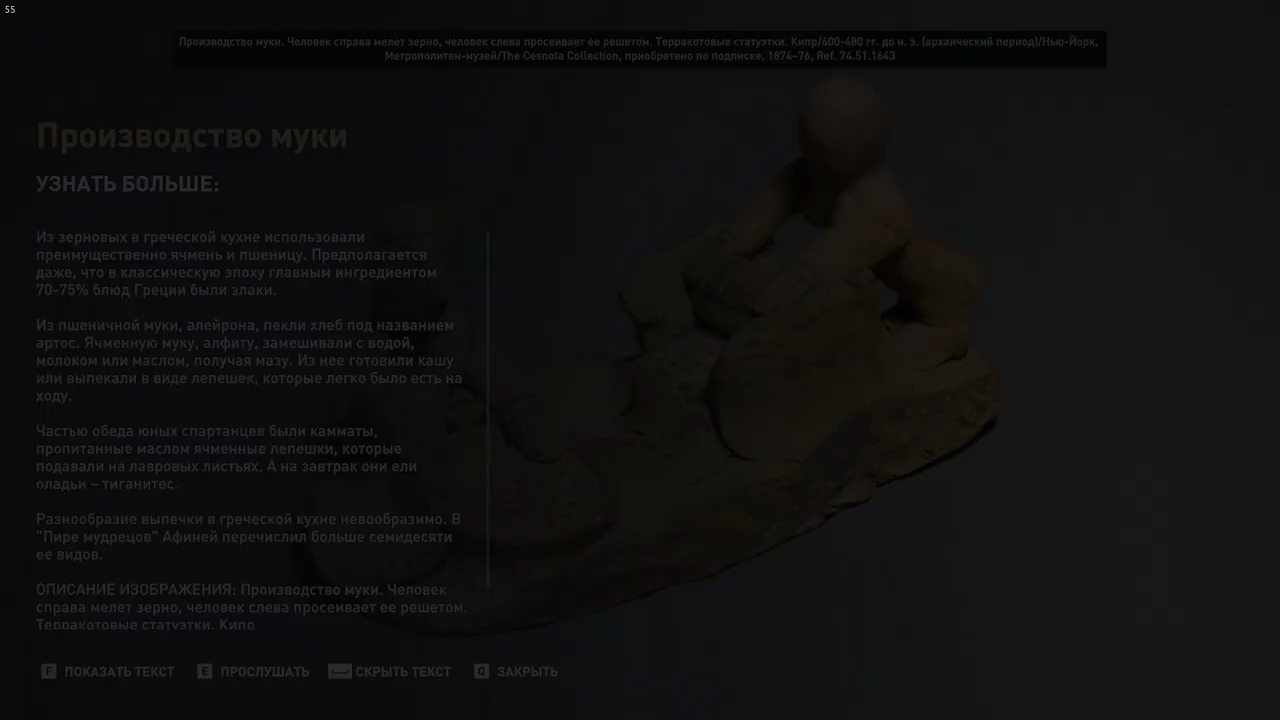 55
Производство муки. Человек справа мелет зерно, человек слева просеивает ее решетом. Терракотовые статуэтки. Кипр/600-480 гг. до н. э. (архаический период)/Нью-Йорк,
Метрополитен-музей/The Cesnola Collection, приобретено по подписке, 1874-76, Ref. 74.51.1643
Производство муки
УЗНАТЬ БОЛЬШЕ:
Из зерновых в греческой кухне использовали
преимущественно ячмень и пшеницу. Предполагается
даже, что в классическую эпоху главным ингредиентом
70-75% блюд Греции были злаки.
Из пшеничной муки, алейрона, пекли хлеб под названием
артос. Ячменную муку, алфиту, замешивали с водой,
молоком или маслом, получая мазу. Из нее готовили кашу
или выпекали в виде лепешек, которые легко было есть на
ходу.
Частью обеда юных спартанцев были камматы,
пропитанные маслом ячменные лепешки, которые
подавали на лавровых листьях. А на завтрак они ели
оладьи – тиганитес.
Разнообразие выпечки в греческой кухне невообразимо. В
"Пире мудрецов" Афиней перечислил больше семидесяти
ее видов.
ОПИСАНИЕ ИЗОБРАЖЕНИЯ: Производство муки. Человек
справа мелет зерно, человек слева просеивает ее решетом.
Терракотовые статуэтки. Кипр
F ПОКАЗАТЬ ТЕКСТ E ПРОСЛУШАТЬ СКРЫТЬ ТЕКСТ Q ЗАКРЫТЬ